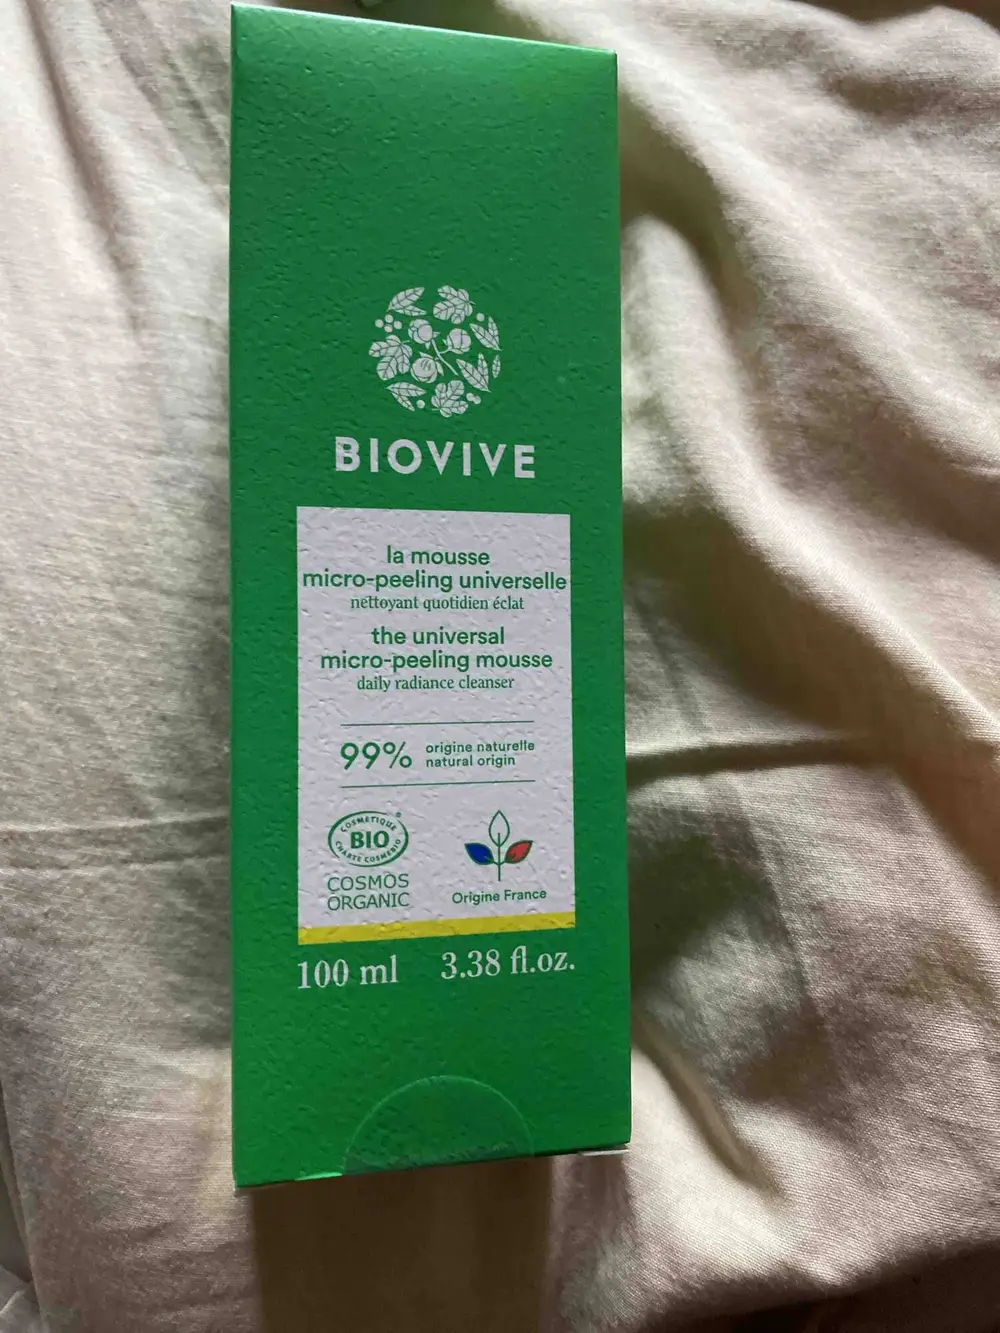 BIOVIVE
la mousse
micro-peeling universelle
nettoyant quotidien éclat
the universal
micro-peeling mousse
daily radiance cleanser
99%
origine naturelle
natural origin
COSMETIQUE
BIO
CHARTE COSMEBIO
®
COSMOS
ORGANIC
Origine France
100 ml
3.38 fl.oz.